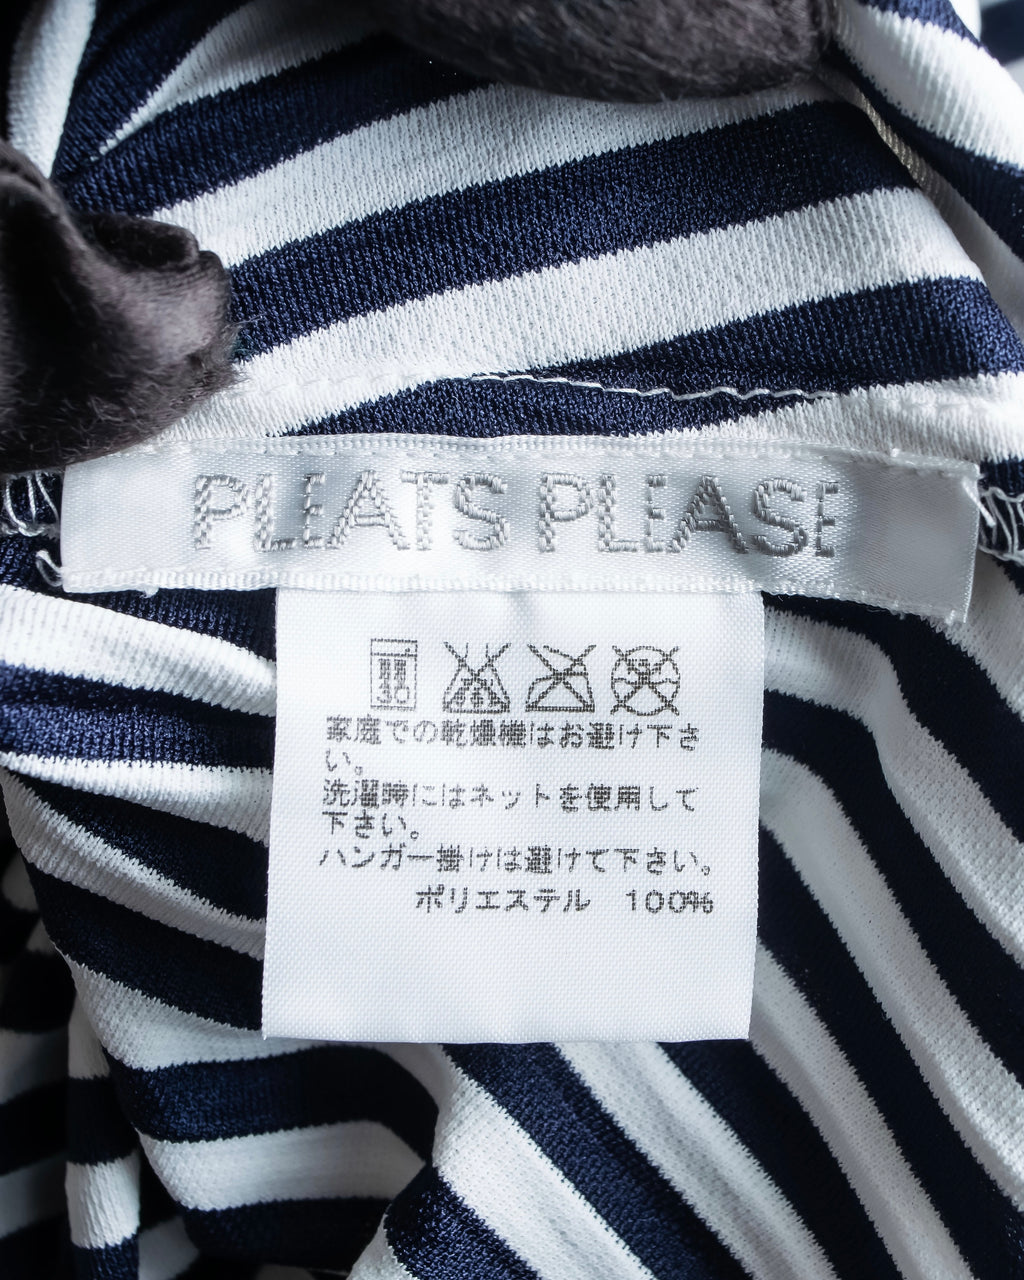 PLEATS PLEASE
家庭での乾燥機はお避け下さ
い。
洗濯時にはネットを使用して
下さい。
ハンガー掛けは避けて下さい。
ポリエステル 100%